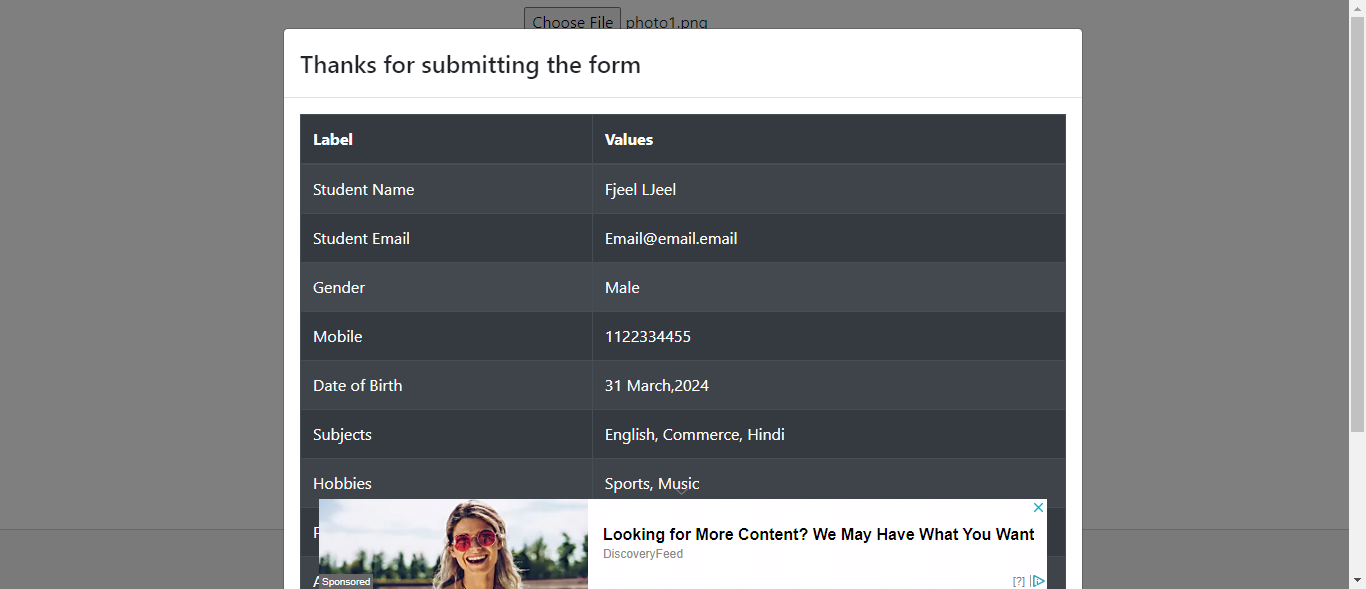 Choose File photo1.png
Thanks for submitting the form
Label Values
Student Name Fjeel LJeel
Student Email Email@email.email
Gender Male
Mobile 1122334455
Date of Birth 31 March,2024
Subjects English, Commerce, Hindi
Hobbies Sports, Music
Looking for More Content? We May Have What You Want
DiscoveryFeed
Sponsored
[?]